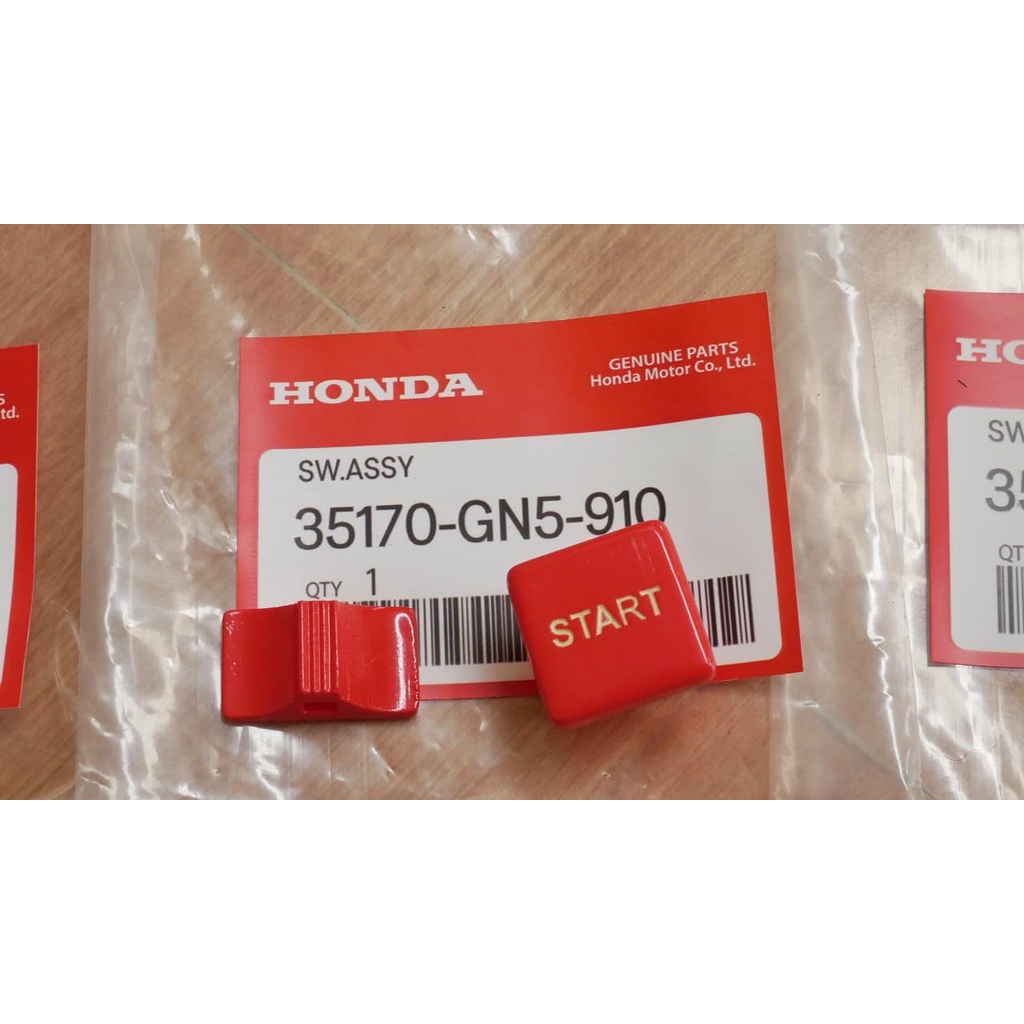 HONDA
GENUINE PARTS
Honda Motor Co., Ltd.
SW.ASSY
35170-GN5-910
QTY 1
START
td.
HO
SW.
35
QT